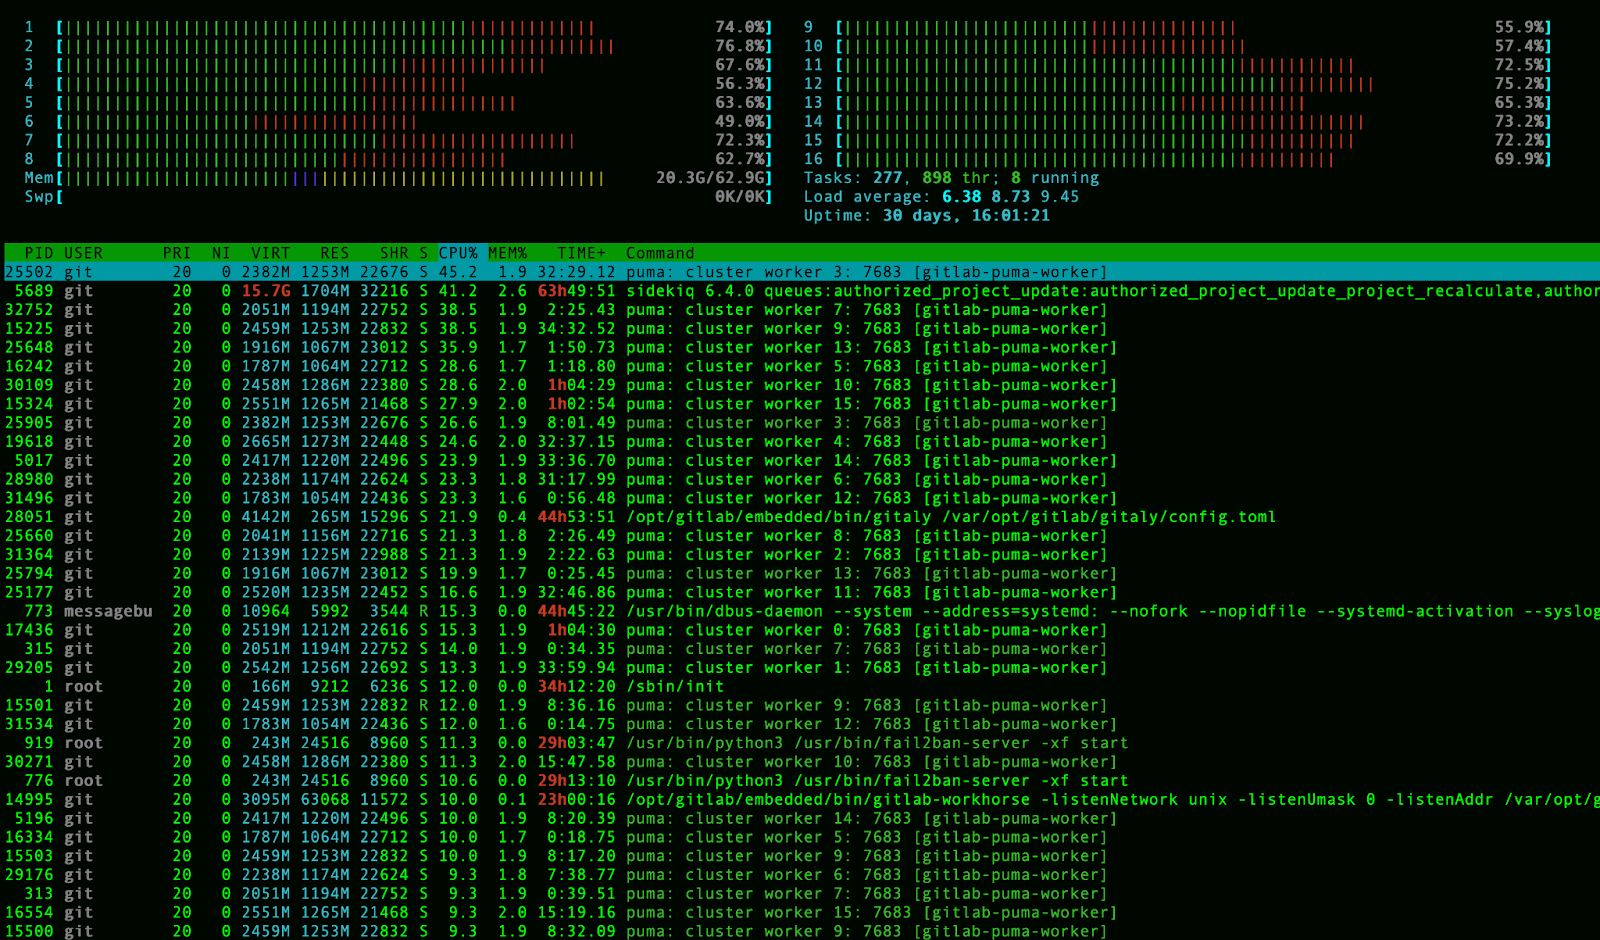 1 [ 74.0%] 9 [ 55.9%]
2 [ 76.8%] 10 [ 57.4%]
3 [ 67.6%] 11 [ 72.5%]
4 [ 56.3%] 12 [ 75.2%]
5 [ 63.6%] 13 [ 65.3%]
6 [ 49.0%] 14 [ 73.2%]
7 [ 72.3%] 15 [ 72.2%]
8 [ 62.7%] 16 [ 69.9%]
Mem[ 20.3G/62.9G] Tasks: 277, 898 thr; 8 running
Swp[ 0K/0K] Load average: 6.38 8.73 9.45
Uptime: 30 days, 16:01:21
PID USER PRI NI VIRT RES SHR S CPU% MEM% TIME+ Command
25502 git 20 0 2382M 1253M 22676 S 45.2 1.9 32:29.12 puma: cluster worker 3: 7683 [gitlab-puma-worker]
5689 git 20 0 15.7G 1704M 32216 S 41.2 2.6 63h49:51 sidekiq 6.4.0 queues:authorized_project_update:authorized_project_update_project_recalculate,author
32752 git 20 0 2051M 1194M 22752 S 38.5 1.9 2:25.43 puma: cluster worker 7: 7683 [gitlab-puma-worker]
15225 git 20 0 2459M 1253M 22832 S 38.5 1.9 34:32.52 puma: cluster worker 9: 7683 [gitlab-puma-worker]
25648 git 20 0 1916M 1067M 23012 S 35.9 1.7 1:50.73 puma: cluster worker 13: 7683 [gitlab-puma-worker]
16242 git 20 0 1787M 1064M 22712 S 28.6 1.7 1:18.80 puma: cluster worker 5: 7683 [gitlab-puma-worker]
30109 git 20 0 2458M 1286M 22380 S 28.6 2.0 1h04:29 puma: cluster worker 10: 7683 [gitlab-puma-worker]
15324 git 20 0 2551M 1265M 21468 S 27.9 2.0 1h02:54 puma: cluster worker 15: 7683 [gitlab-puma-worker]
25905 git 20 0 2382M 1253M 22676 S 26.6 1.9 8:01.49 puma: cluster worker 3: 7683 [gitlab-puma-worker]
19618 git 20 0 2665M 1273M 22448 S 24.6 2.0 32:37.15 puma: cluster worker 4: 7683 [gitlab-puma-worker]
5017 git 20 0 2417M 1220M 22496 S 23.9 1.9 33:36.70 puma: cluster worker 14: 7683 [gitlab-puma-worker]
28980 git 20 0 2238M 1174M 22624 S 23.3 1.8 31:17.99 puma: cluster worker 6: 7683 [gitlab-puma-worker]
31496 git 20 0 1783M 1054M 22436 S 23.3 1.6 0:56.48 puma: cluster worker 12: 7683 [gitlab-puma-worker]
28051 git 20 0 4142M 265M 15296 S 21.9 0.4 44h53:51 /opt/gitlab/embedded/bin/gitaly /var/opt/gitlab/gitaly/config.toml
25660 git 20 0 2041M 1156M 22716 S 21.3 1.8 2:26.49 puma: cluster worker 8: 7683 [gitlab-puma-worker]
31364 git 20 0 2139M 1225M 22988 S 21.3 1.9 2:22.63 puma: cluster worker 2: 7683 [gitlab-puma-worker]
25794 git 20 0 1916M 1067M 23012 S 19.9 1.7 0:25.45 puma: cluster worker 13: 7683 [gitlab-puma-worker]
25177 git 20 0 2520M 1235M 22452 S 16.6 1.9 32:46.86 puma: cluster worker 11: 7683 [gitlab-puma-worker]
773 messagebu 20 0 10964 5992 3544 R 15.3 0.0 44h45:22 /usr/bin/dbus-daemon --system --address=systemd: --nofork --nopidfile --systemd-activation --syslog
17436 git 20 0 2519M 1212M 22616 S 15.3 1.9 1h04:30 puma: cluster worker 0: 7683 [gitlab-puma-worker]
315 git 20 0 2051M 1194M 22752 S 14.0 1.9 0:34.35 puma: cluster worker 7: 7683 [gitlab-puma-worker]
29205 git 20 0 2542M 1256M 22692 S 13.3 1.9 33:59.94 puma: cluster worker 1: 7683 [gitlab-puma-worker]
1 root 20 0 166M 9212 6236 S 12.0 0.0 34h12:20 /sbin/init
15501 git 20 0 2459M 1253M 22832 R 12.0 1.9 8:36.16 puma: cluster worker 9: 7683 [gitlab-puma-worker]
31534 git 20 0 1783M 1054M 22436 S 12.0 1.6 0:14.75 puma: cluster worker 12: 7683 [gitlab-puma-worker]
919 root 20 0 243M 24516 8960 S 11.3 0.0 29h03:47 /usr/bin/python3 /usr/bin/fail2ban-server -xf start
30271 git 20 0 2458M 1286M 22380 S 11.3 2.0 15:47.58 puma: cluster worker 10: 7683 [gitlab-puma-worker]
776 root 20 0 243M 24516 8960 S 10.6 0.0 29h13:10 /usr/bin/python3 /usr/bin/fail2ban-server -xf start
14995 git 20 0 3095M 63068 11572 S 10.0 0.1 23h00:16 /opt/gitlab/embedded/bin/gitlab-workhorse -listenNetwork unix -listenUmask 0 -listenAddr /var/opt/g
5196 git 20 0 2417M 1220M 22496 S 10.0 1.9 8:20.39 puma: cluster worker 14: 7683 [gitlab-puma-worker]
16334 git 20 0 1787M 1064M 22712 S 10.0 1.7 0:18.75 puma: cluster worker 5: 7683 [gitlab-puma-worker]
15503 git 20 0 2459M 1253M 22832 S 10.0 1.9 8:17.20 puma: cluster worker 9: 7683 [gitlab-puma-worker]
29176 git 20 0 2238M 1174M 22624 S 9.3 1.8 7:38.77 puma: cluster worker 6: 7683 [gitlab-puma-worker]
313 git 20 0 2051M 1194M 22752 S 9.3 1.9 0:39.51 puma: cluster worker 7: 7683 [gitlab-puma-worker]
16554 git 20 0 2551M 1265M 21468 S 9.3 2.0 15:19.16 puma: cluster worker 15: 7683 [gitlab-puma-worker]
15500 git 20 0 2459M 1253M 22832 S 9.3 1.9 8:32.09 puma: cluster worker 9: 7683 [gitlab-puma-worker]